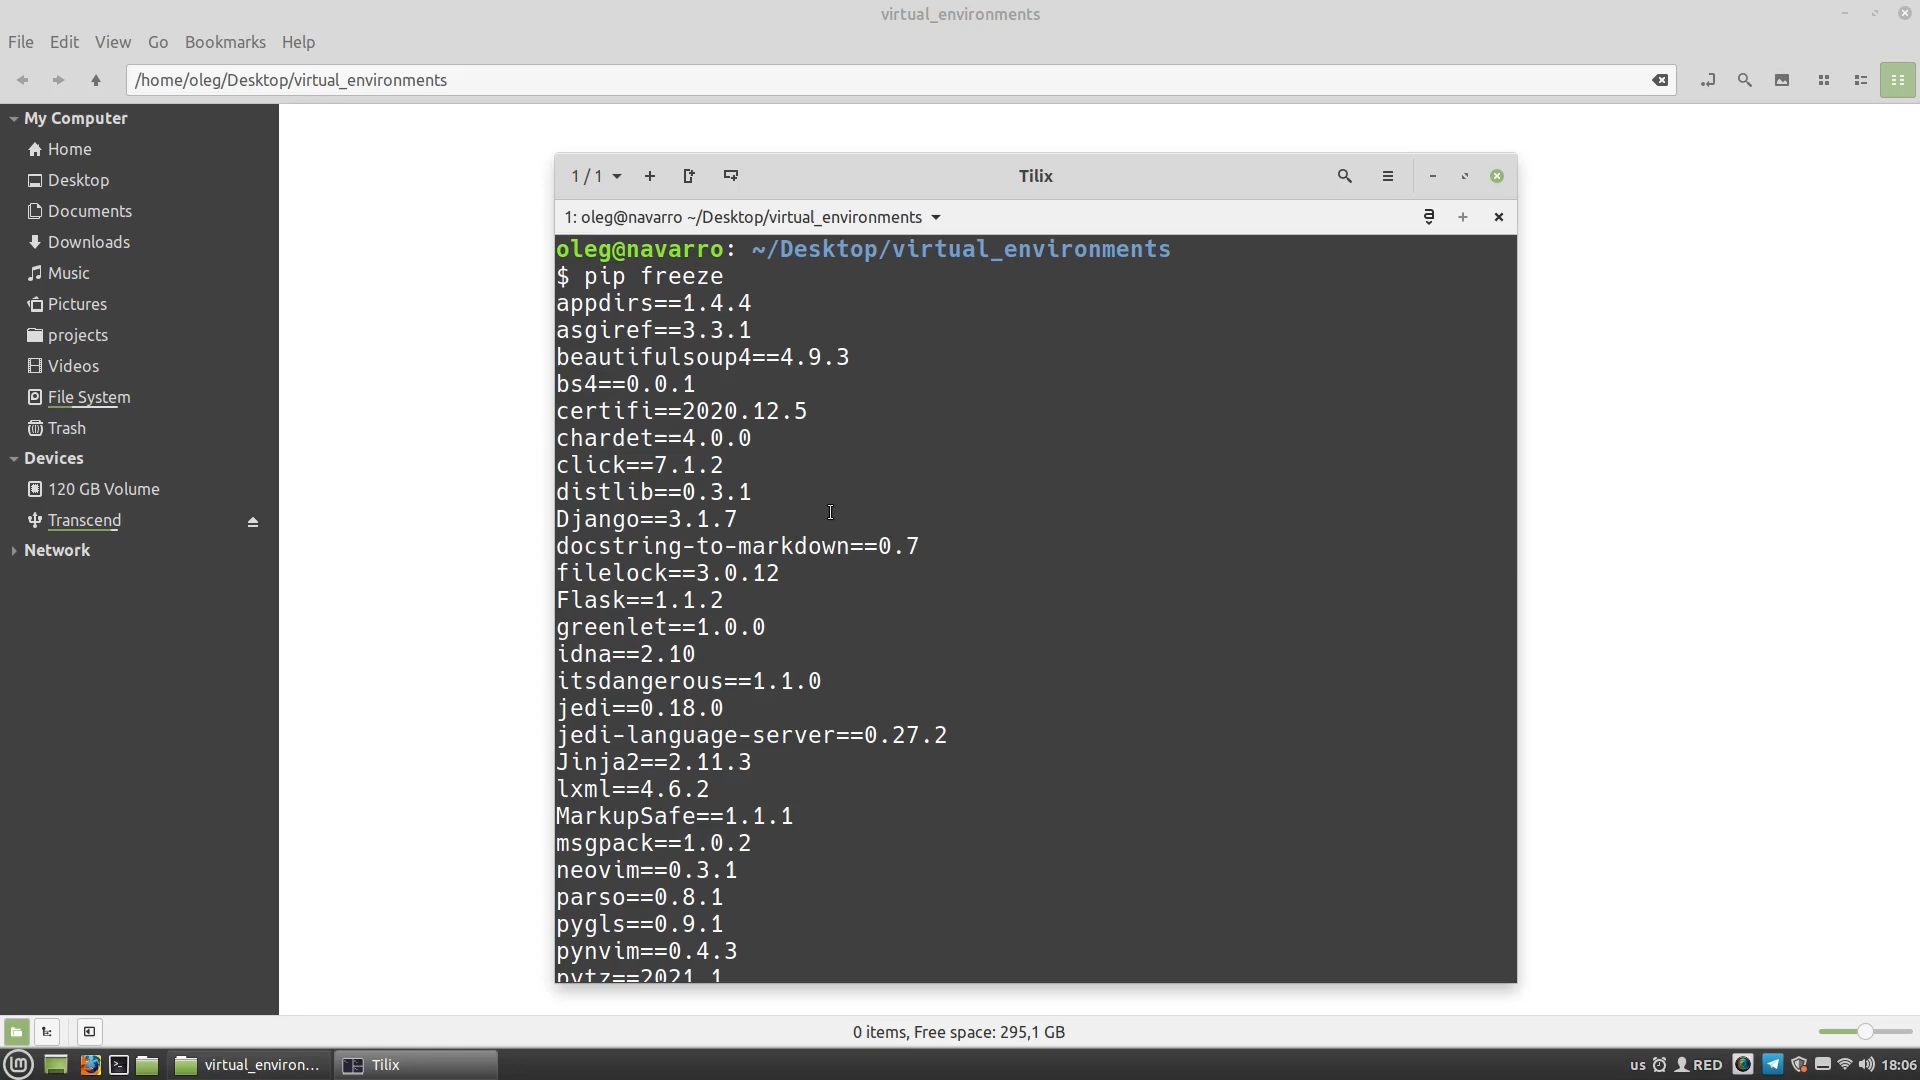 virtual_environments
File Edit View Go Bookmarks Help
/home/oleg/Desktop/virtual_environments
My Computer
Home
Desktop
Documents
Downloads
Music
Pictures
projects
Videos
File System
Trash
Devices
120 GB Volume
Transcend
Network
1 / 1
Tilix
1: oleg@navarro ~/Desktop/virtual_environments
oleg@navarro: ~/Desktop/virtual_environments
$ pip freeze
appdirs==1.4.4
asgiref==3.3.1
beautifulsoup4==4.9.3
bs4==0.0.1
certifi==2020.12.5
chardet==4.0.0
click==7.1.2
distlib==0.3.1
Django==3.1.7
docstring-to-markdown==0.7
filelock==3.0.12
Flask==1.1.2
greenlet==1.0.0
idna==2.10
itsdangerous==1.1.0
jedi==0.18.0
jedi-language-server==0.27.2
Jinja2==2.11.3
lxml==4.6.2
MarkupSafe==1.1.1
msgpack==1.0.2
neovim==0.3.1
parso==0.8.1
pygls==0.9.1
pynvim==0.4.3
pytz==2021.1
0 items, Free space: 295,1 GB
virtual_environ...
Tilix
us
RED
18:06